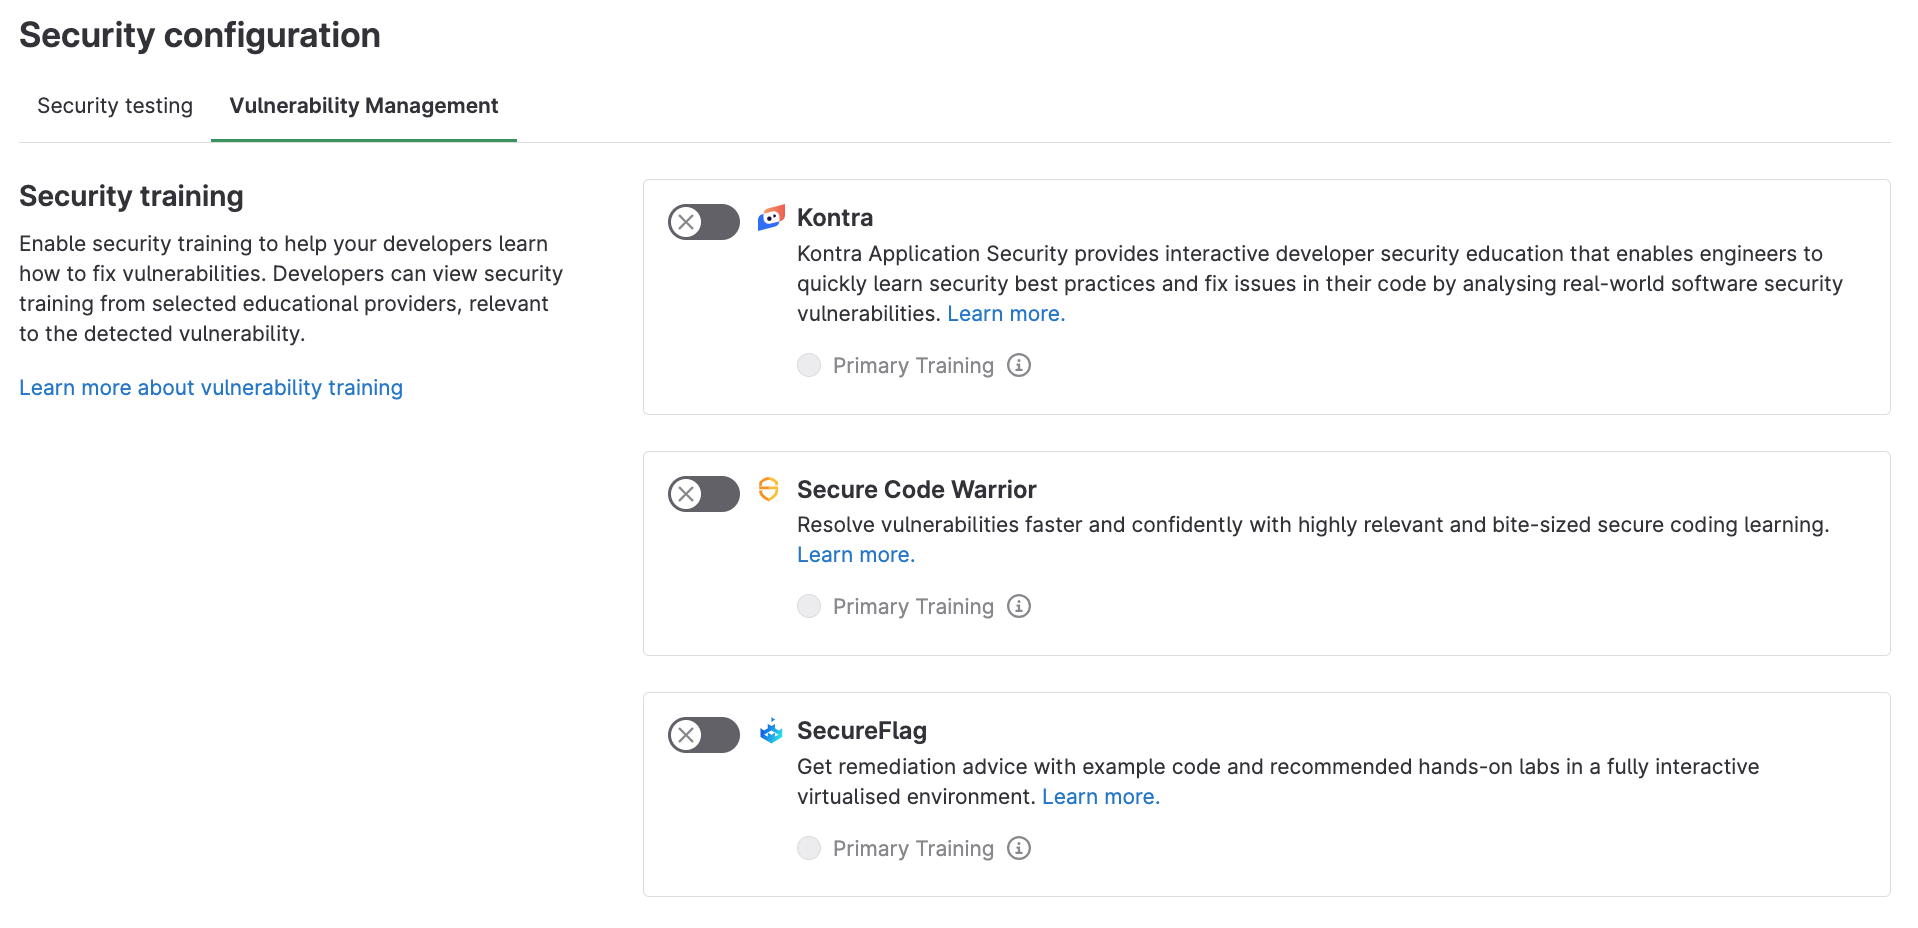 Security configuration
Security testing
Vulnerability Management
Security training
Enable security training to help your developers learn
how to fix vulnerabilities. Developers can view security
training from selected educational providers, relevant
to the detected vulnerability.
Learn more about vulnerability training
Kontra
Kontra Application Security provides interactive developer security education that enables engineers to
quickly learn security best practices and fix issues in their code by analysing real-world software security
vulnerabilities. Learn more.
Primary Training
Secure Code Warrior
Resolve vulnerabilities faster and confidently with highly relevant and bite-sized secure coding learning.
Learn more.
Primary Training
SecureFlag
Get remediation advice with example code and recommended hands-on labs in a fully interactive
virtualised environment. Learn more.
Primary Training